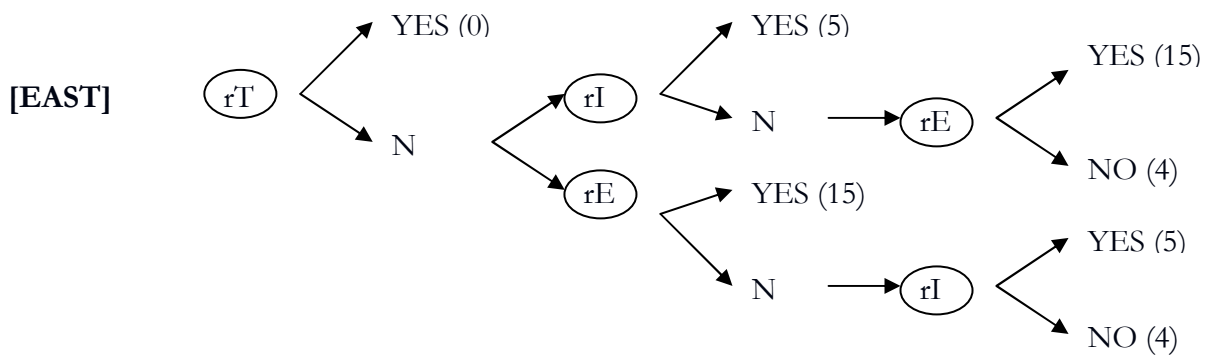 YES (0)
YES (5)
YES (15)
[EAST]
rT
rI
N
rE
N
NO (4)
rE
YES (15)
YES (5)
N
rI
NO (4)